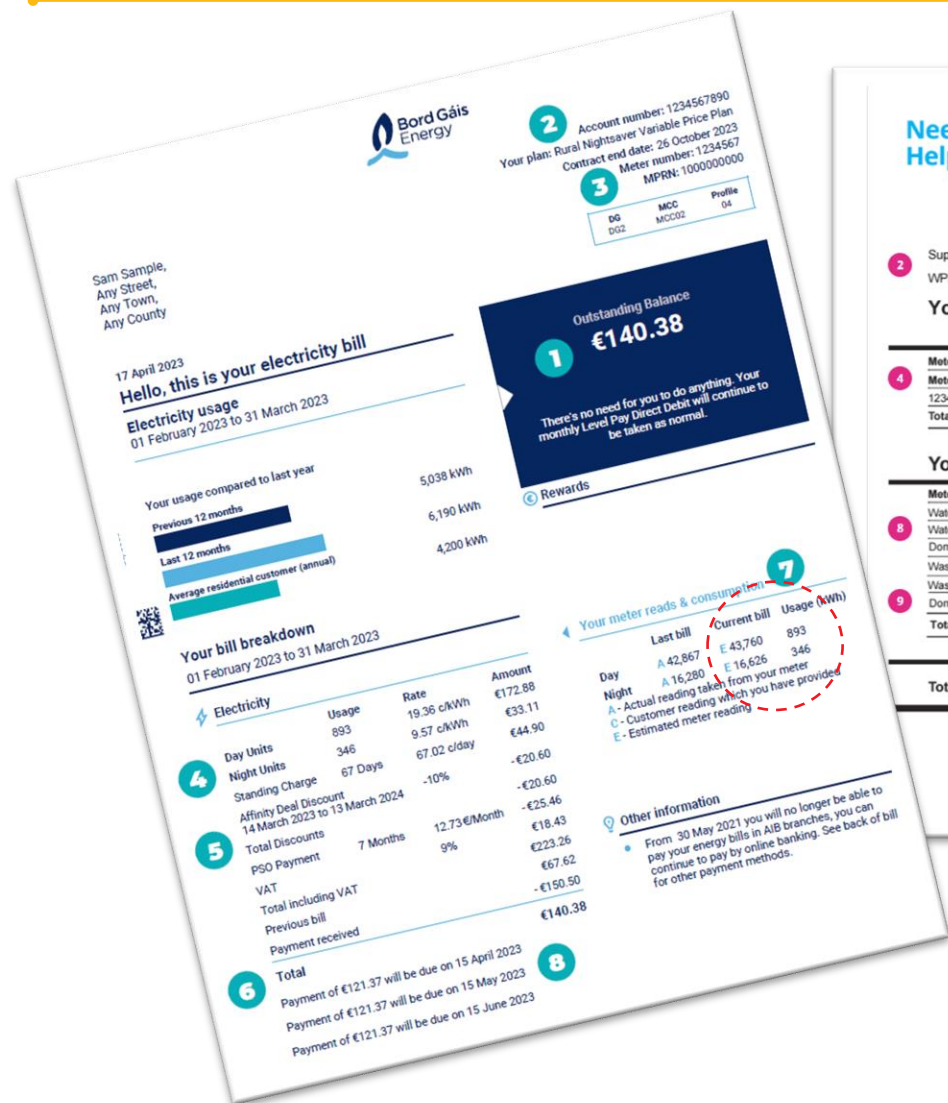 Bord Gáis
Energy
2
Account number: 1234567890
Your plan: Rural Nightsaver Variable Price Plan
Contract end date: 26 October 2023
3
Meter number: 1234567
MPRN: 1000000000
DG MCC Profile
DG2 MCC02 04
Sam Sample,
Any Street,
Any Town,
Any County
17 April 2023
Hello, this is your electricity bill
Electricity usage
01 February 2023 to 31 March 2023
Outstanding Balance
1
€140.38
There's no need for you to do anything. Your
monthly Level Pay Direct Debit will continue to
be taken as normal.
Your usage compared to last year
Previous 12 months 5,038 kWh
Last 12 months 6,190 kWh
Average residential customer (annual) 4,200 kWh
€ Rewards
7
Your meter reads & consumption
Last bill Current bill Usage (kWh)
Day A 42,867 E 43,760 893
Night A 16,280 E 16,626 346
A - Actual reading taken from your meter
C - Customer reading which you have provided
E - Estimated meter reading
Your bill breakdown
01 February 2023 to 31 March 2023
Electricity
Usage Rate Amount
4
Day Units 893 19.36 c/kWh €172.88
Night Units 346 9.57 c/kWh €33.11
Standing Charge 67 Days 67.02 c/day €44.90
5
Affinity Deal Discount -10% -€20.60
14 March 2023 to 13 March 2024
Total Discounts -€20.60
PSO Payment 7 Months 12.73€/Month -€25.46
VAT 9% €18.43
Total including VAT €223.26
Previous bill €67.62
Payment received -€150.50
6
Total €140.38
Payment of €121.37 will be due on 15 April 2023
8
Payment of €121.37 will be due on 15 May 2023
Payment of €121.37 will be due on 15 June 2023
Other information
From 30 May 2021 you will no longer be able to
pay your energy bills in AIB branches, you can
continue to pay by online banking. See back of bill
for other payment methods.
2
4
1234
8
9